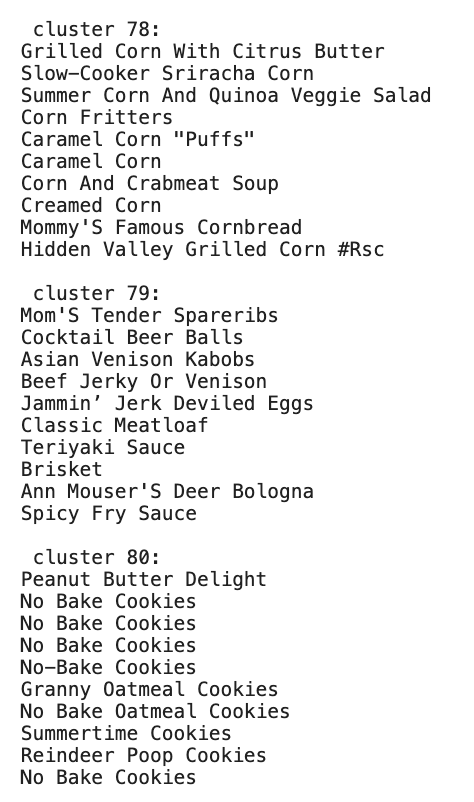 cluster 78:
Grilled Corn With Citrus Butter
Slow-Cooker Sriracha Corn
Summer Corn And Quinoa Veggie Salad
Corn Fritters
Caramel Corn "Puffs"
Caramel Corn
Corn And Crabmeat Soup
Creamed Corn
Mommy'S Famous Cornbread
Hidden Valley Grilled Corn #Rsc
cluster 79:
Mom'S Tender Spareribs
Cocktail Beer Balls
Asian Venison Kabobs
Beef Jerky Or Venison
Jammin’ Jerk Deviled Eggs
Classic Meatloaf
Teriyaki Sauce
Brisket
Ann Mouser'S Deer Bologna
Spicy Fry Sauce
cluster 80:
Peanut Butter Delight
No Bake Cookies
No Bake Cookies
No Bake Cookies
No-Bake Cookies
Granny Oatmeal Cookies
No Bake Oatmeal Cookies
Summertime Cookies
Reindeer Poop Cookies
No Bake Cookies